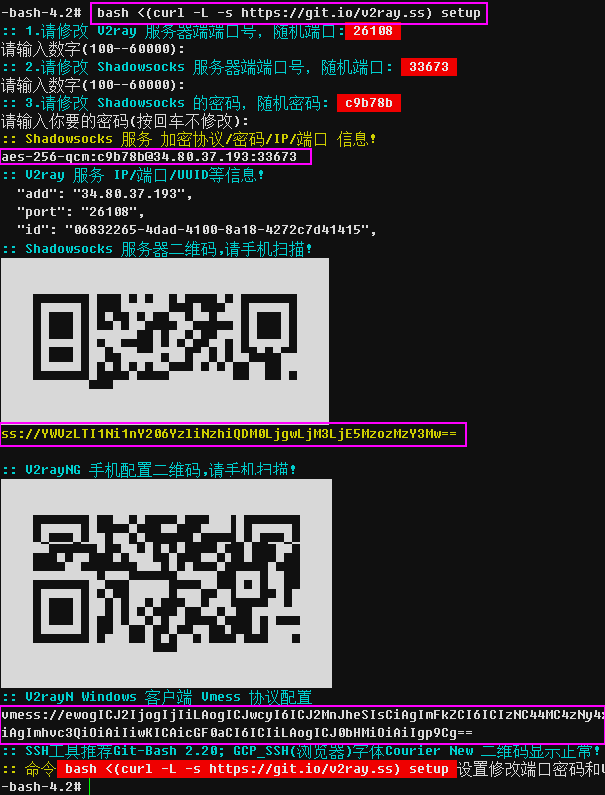 -bash-4.2# bash <(curl -L -s https://git.io/v2ray.ss) setup
:: 1.请修改 V2ray 服务器端端口号，随机端口: 26108
请输入数字(100--60000):
:: 2.请修改 Shadowsocks 服务器端端口号，随机端口: 33673
请输入数字(100--60000):
:: 3.请修改 Shadowsocks 的密码，随机密码: c9b78b
请输入你要的密码(按回车不修改):
:: Shadowsocks 服务 加密协议/密码/IP/端口 信息!
aes-256-gcm:c9b78b@34.80.37.193:33673
:: V2ray 服务 IP/端口/UUID等信息!
"add": "34.80.37.193",
"port": "26108",
"id": "06832265-4dad-4100-8a18-4272c7d41415",
:: Shadowsocks 服务器二维码,请手机扫描!
ss://YWVzLTI1Ni1nY206YzliNzhiQDM0LjgwLjM3LjE5MzozMzY3Mw==
:: V2rayNG 手机配置二维码,请手机扫描!
:: V2rayN Windows 客户端 Vmess 协议配置
vmess://ewogICJ2IjogIjIiLAogICJwcyI6ICJ2MnJheSIsCiAgImFkZCI6ICIzNC44MC4zNy4
iAgImhvc3QiOiAiIiwKICAicGF0aCI6ICIiLAogICJ0bHMiOiAiIgp9Cg==
:: SSH工具推荐Git-Bash 2.20; GCP_SSH(浏览器)字体Courier New 二维码显示正常!
:: 命令 bash <(curl -L -s https://git.io/v2ray.ss) setup 设置修改端口密码和U
-bash-4.2#